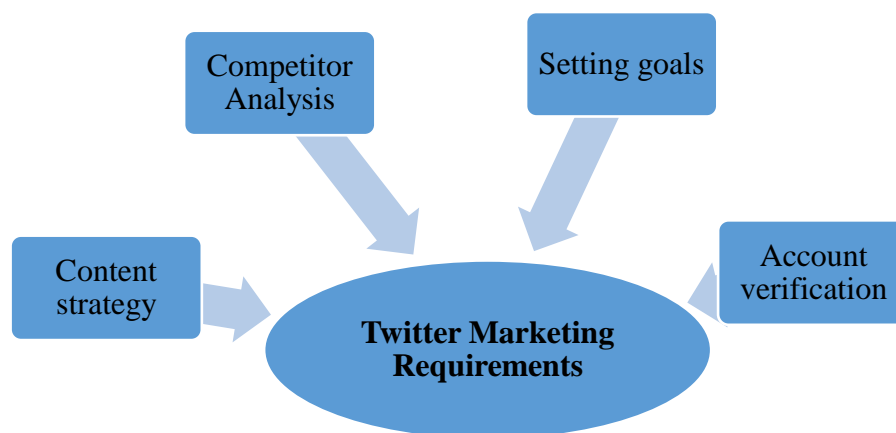 Competitor
Analysis
Setting goals
Content
strategy
Account
verification
Twitter Marketing
Requirements